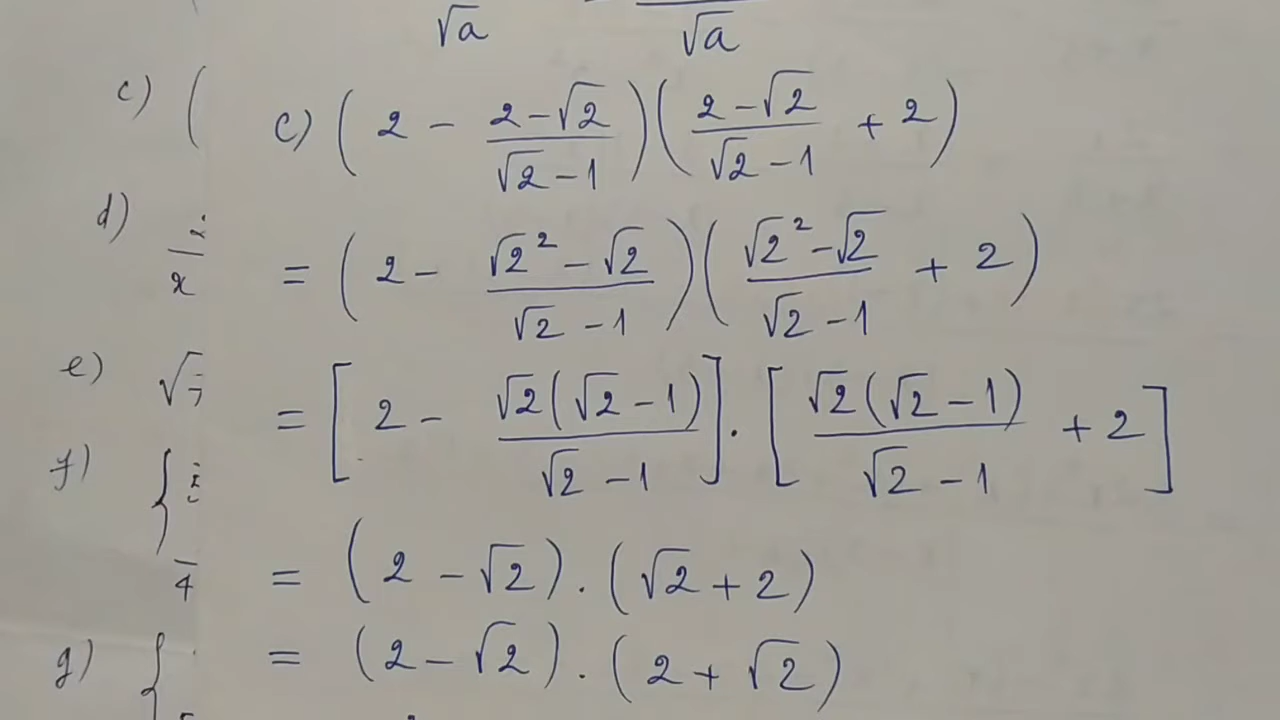 √a √a
c) ( c) ( 2 - (2-√2)/(√2-1) ) ( (2-√2)/(√2-1) + 2 )
d) x = ( 2 - (√2² - √2)/(√2 - 1) ) ( (√2² - √2)/(√2 - 1) + 2 )
e) √ = [ 2 - √2(√2 - 1)/(√2 - 1) ] . [ √2(√2 - 1)/(√2 - 1) + 2 ]
f) {
4 = (2 - √2) . (√2 + 2)
g) { = (2 - √2) . (2 + √2)